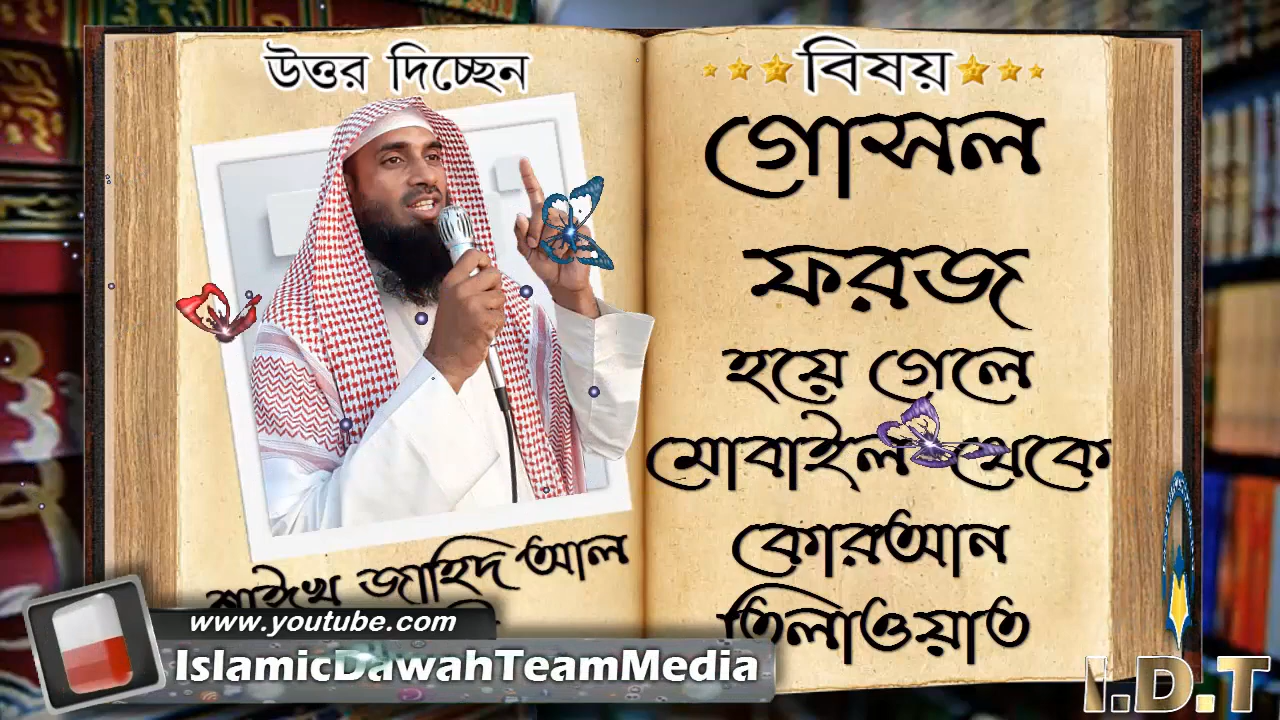 উত্তর দিচ্ছেন
শাইখ জাহিদ আল
বিষয়
গোসল
ফরজ
হয়ে গেলে
মোবাইল থেকে
কোরআন
তিলাওয়াত
www.youtube.com
IslamicDawahTeamMedia
I.D.T